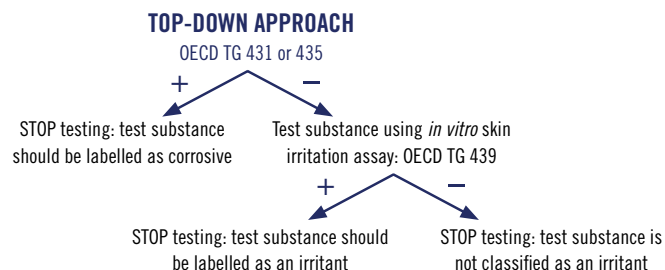 TOP-DOWN APPROACH
OECD TG 431 or 435
+ −
STOP testing: test substance
should be labelled as corrosive
Test substance using in vitro skin
irritation assay: OECD TG 439
+ −
STOP testing: test substance should
be labelled as an irritant
STOP testing: test substance is
not classified as an irritant